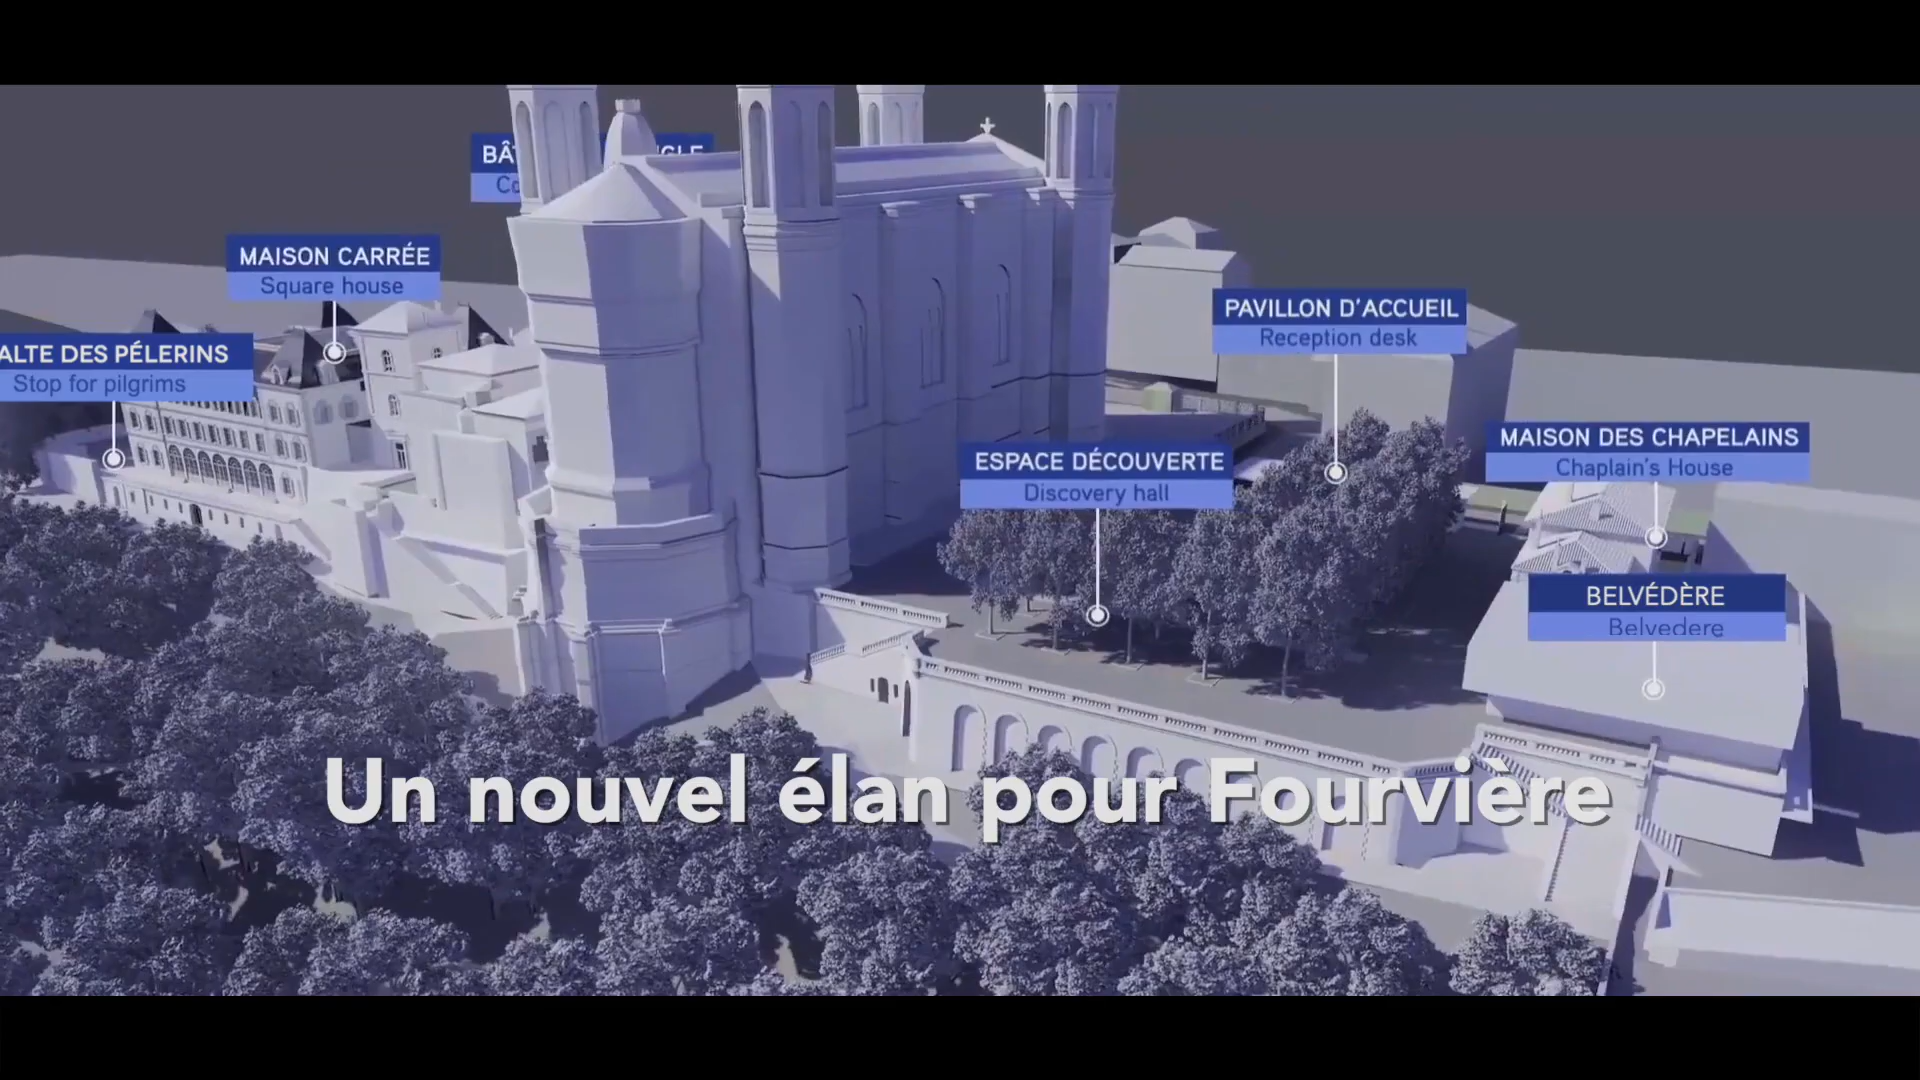 MAISON CARRÉE
Square house
ALTE DES PÉLERINS
Stop for pilgrims
PAVILLON D'ACCUEIL
Reception desk
ESPACE DÉCOUVERTE
Discovery hall
MAISON DES CHAPELAINS
Chaplain's House
BELVÉDÈRE
Belvedere
Un nouvel élan pour Fourvière